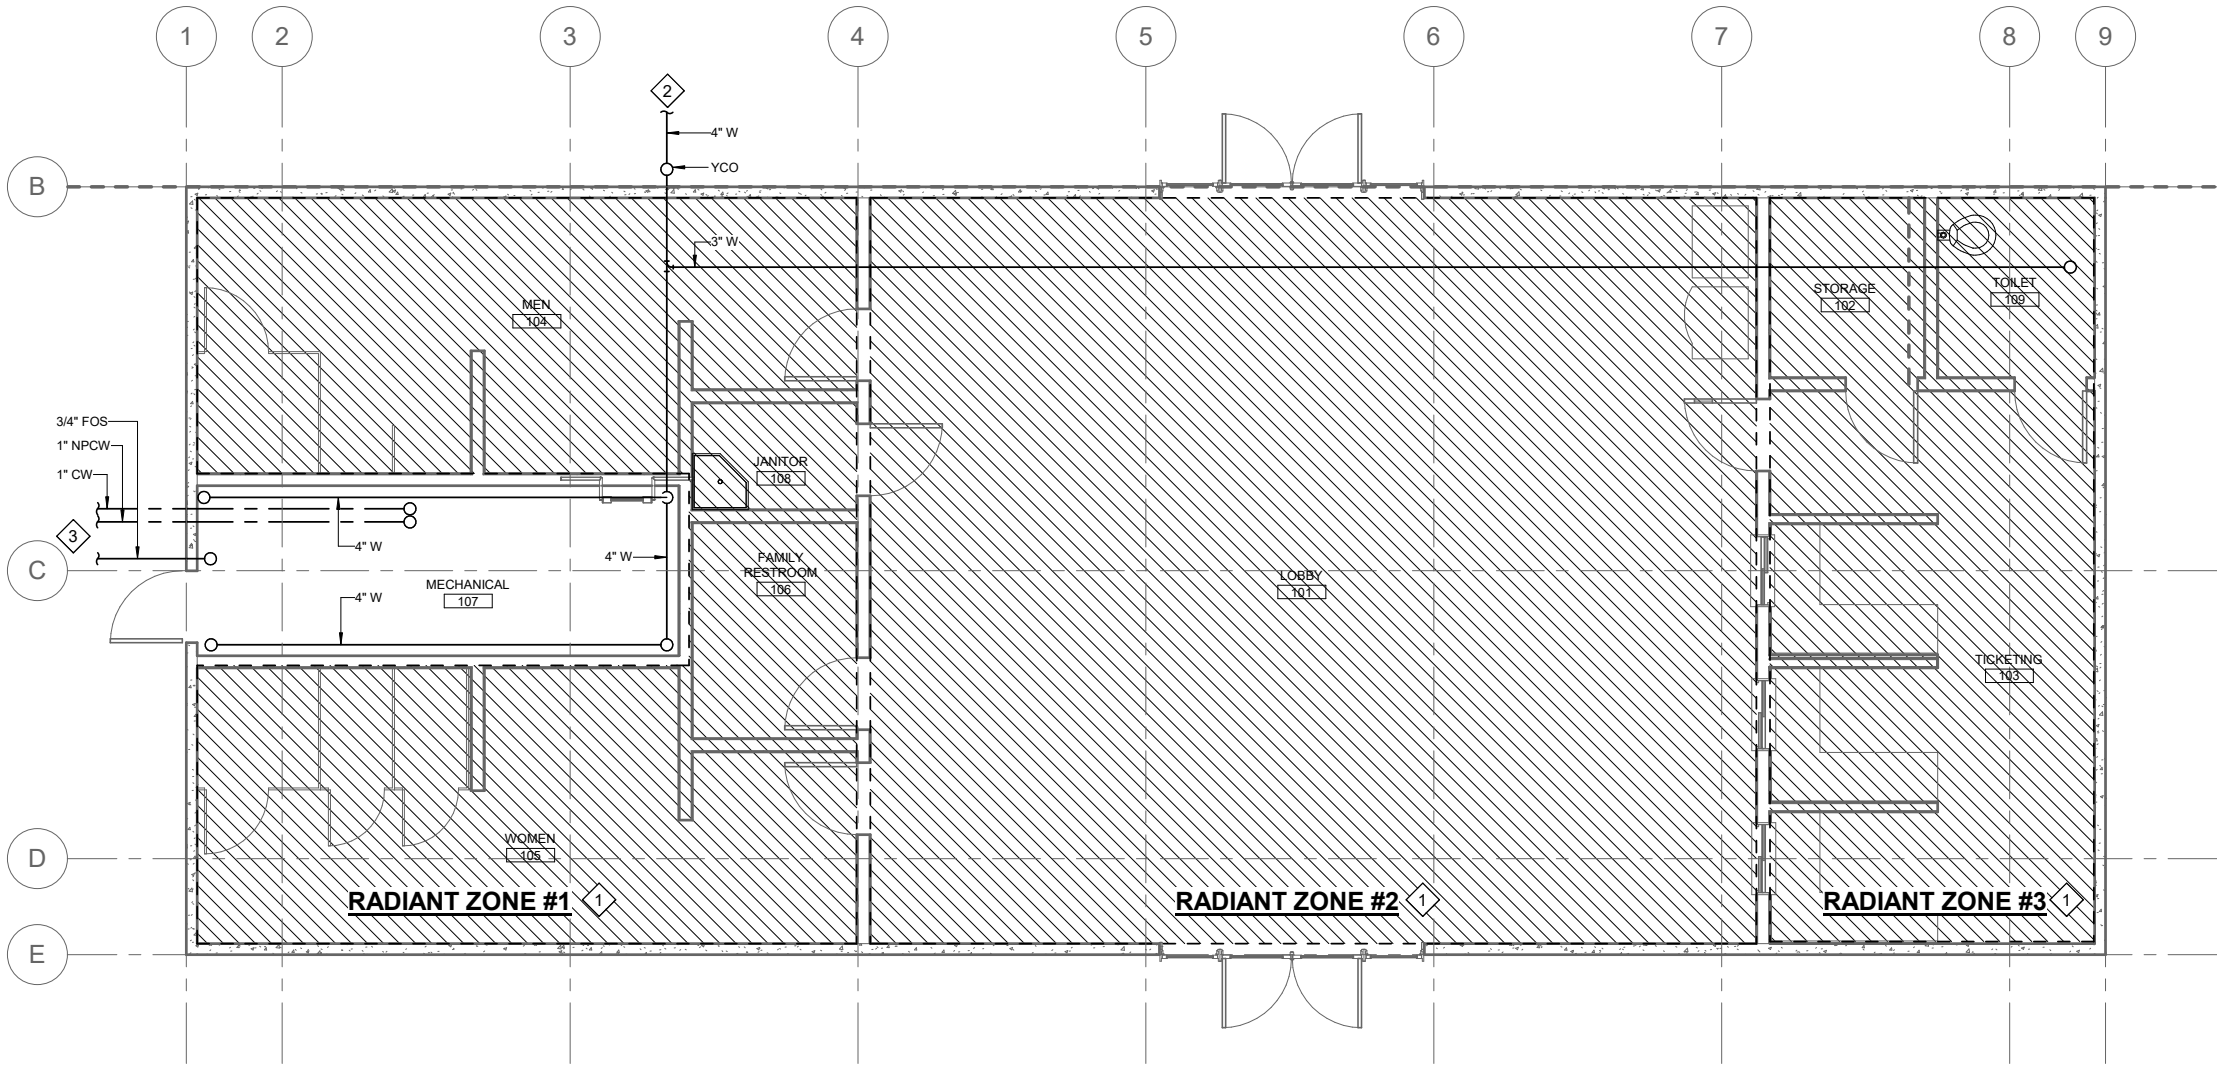 1
2
3
4
5
6
7
8
9
2
4" W
YCO
B
3" W
MEN
104
STORAGE
102
TOILET
109
3/4" FOS
1" NPCW
1" CW
JANITOR
108
3
4" W
4" W
C
MECHANICAL
107
FAMILY
RESTROOM
106
LOBBY
101
4" W
TICKETING
103
WOMEN
105
D
RADIANT ZONE #1
1
RADIANT ZONE #2
1
RADIANT ZONE #3
1
E